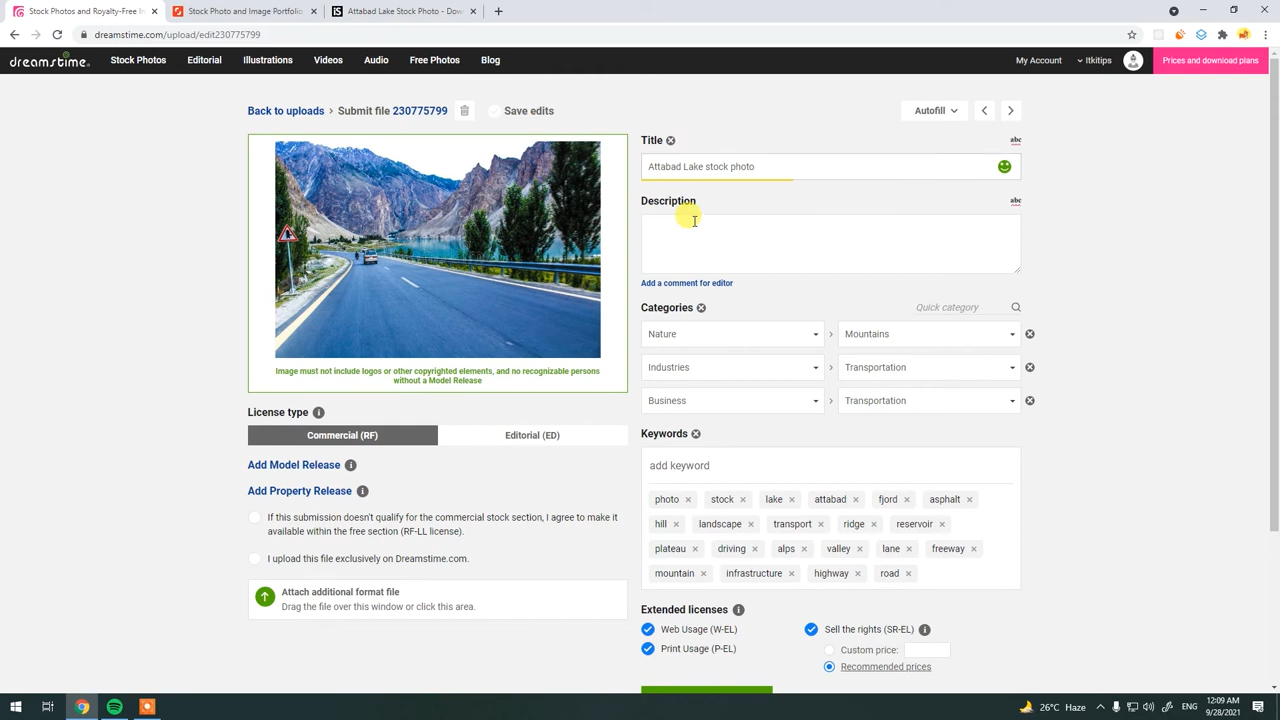 Stock Photos and Royalty-Free In
Stock Photo and Image Portfolio
iS Attabad Lake Stock Photo - Dow
dreamstime.com/upload/edit230775799
dreamstime.
Stock Photos
Editorial
Illustrations
Videos
Audio
Free Photos
Blog
My Account
Itkitips
Prices and download plans
Back to uploads > Submit file 230775799
Save edits
Autofill
Image must not include logos or other copyrighted elements, and no recognizable persons
without a Model Release
License type
Commercial (RF)
Editorial (ED)
Add Model Release
Add Property Release
If this submission doesn't qualify for the commercial stock section, I agree to make it
available within the free section (RF-LL license).
I upload this file exclusively on Dreamstime.com.
Attach additional format file
Drag the file over this window or click this area.
Title
abc
Attabad Lake stock photo
Description
abc
Add a comment for editor
Categories
Quick category
Nature > Mountains
Industries > Transportation
Business > Transportation
Keywords
add keyword
photo stock lake attabad fjord asphalt
hill landscape transport ridge reservoir
plateau driving alps valley lane freeway
mountain infrastructure highway road
Extended licenses
Web Usage (W-EL)
Sell the rights (SR-EL)
Print Usage (P-EL)
Custom price:
Recommended prices
26°C Haze
ENG
12:09 AM
9/28/2021